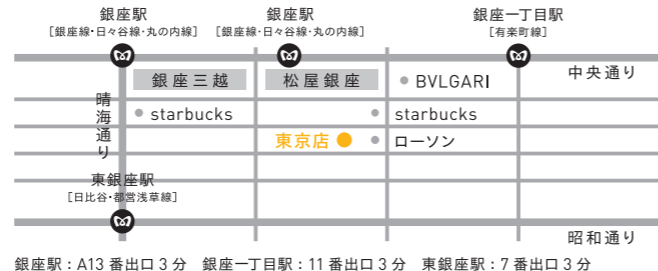 銀座駅
[銀座線・日々谷線・丸の内線]
銀座駅
[銀座線・日々谷線・丸の内線]
銀座一丁目駅
[有楽町線]
銀座三越
松屋銀座
BVLGARI
中央通り
晴海通り
starbucks
starbucks
東京店
ローソン
東銀座駅
[日比谷・都営浅草線]
昭和通り
銀座駅：A13 番出口 3 分 銀座一丁目駅：11 番出口 3 分 東銀座駅：7 番出口 3 分